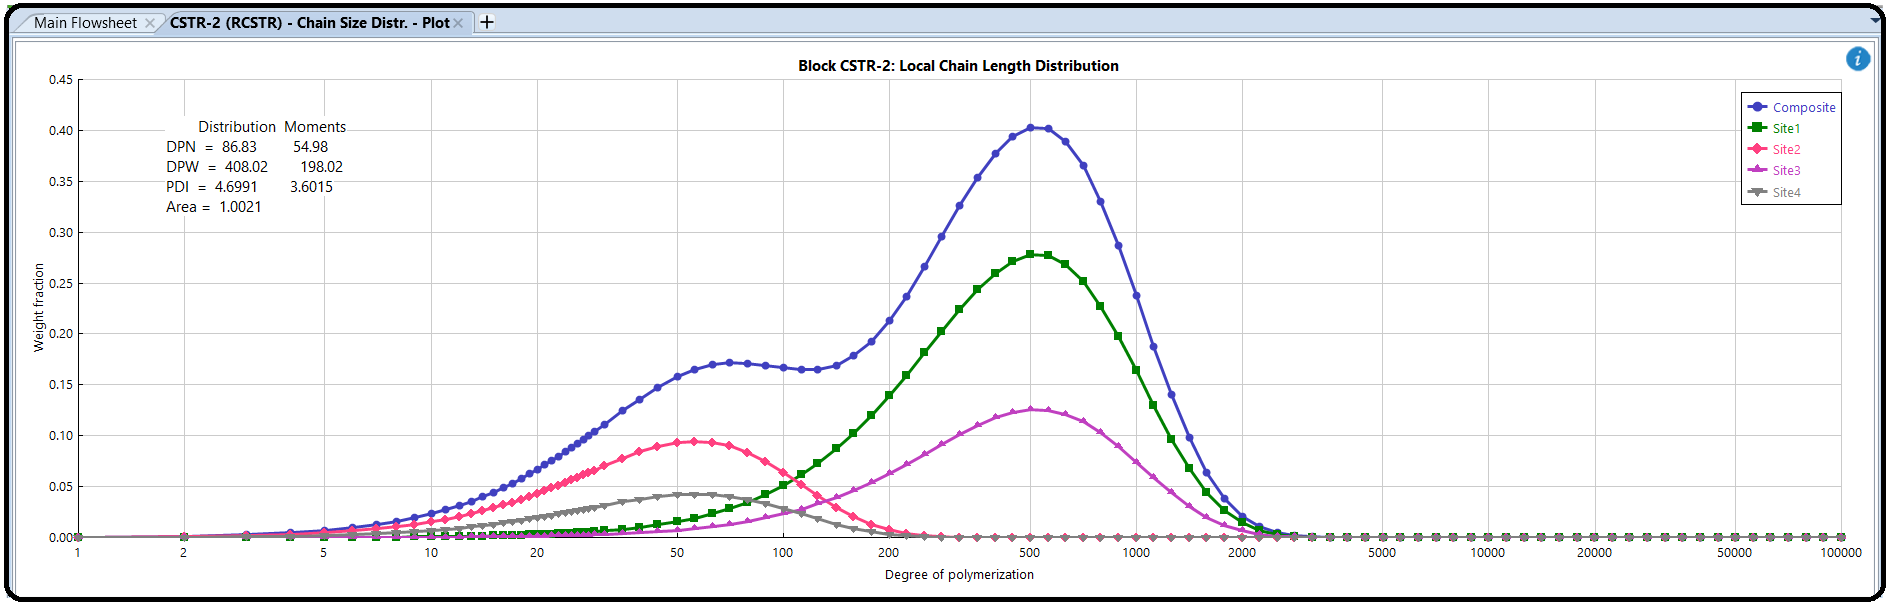 Main Flowsheet × CSTR-2 (RCSTR) - Chain Size Distr. - Plot × +
Block CSTR-2: Local Chain Length Distribution
i
Distribution Moments
DPN = 86.83 54.98
DPW = 408.02 198.02
PDI = 4.6991 3.6015
Area = 1.0021
Composite
Site1
Site2
Site3
Site4
Weight fraction
0.45
0.40
0.35
0.30
0.25
0.20
0.15
0.10
0.05
0.00
1 2 5 10 20 50 100 200 500 1000 2000 5000 10000 20000 50000 100000
Degree of polymerization